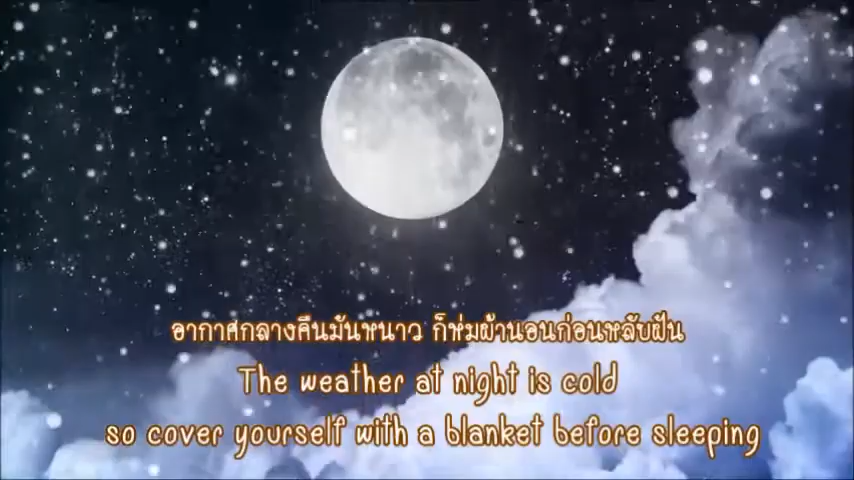 อากาศกลางคืนมันหนาว ก็ห่มผ้านอนก่อนหลับฝัน
The weather at night is cold
so cover yourself with a blanket before sleeping